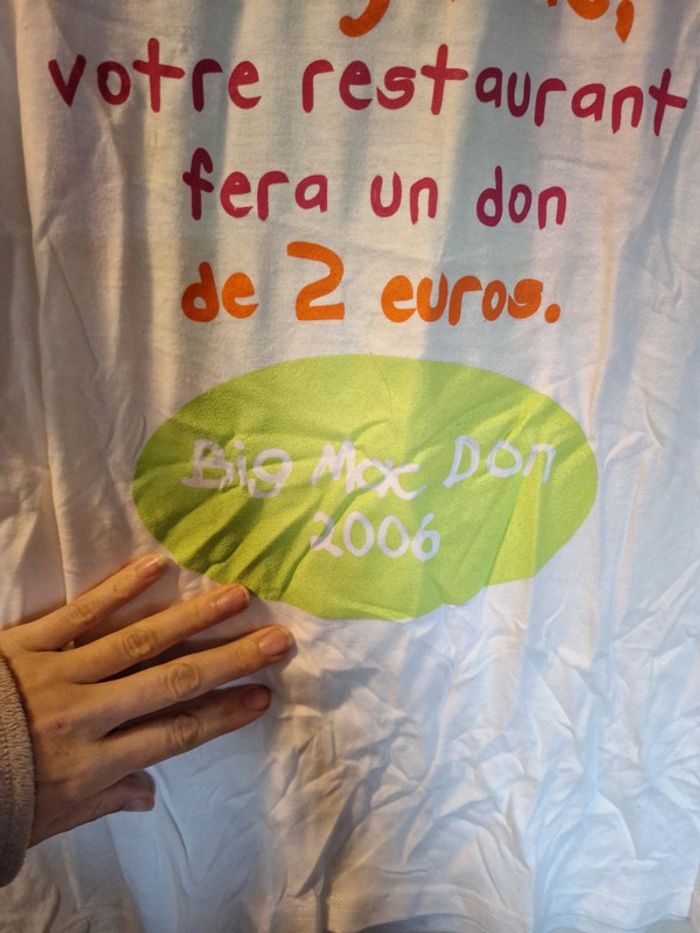 votre restaurant
fera un don
de 2 euros.
Big Mac Don
2006